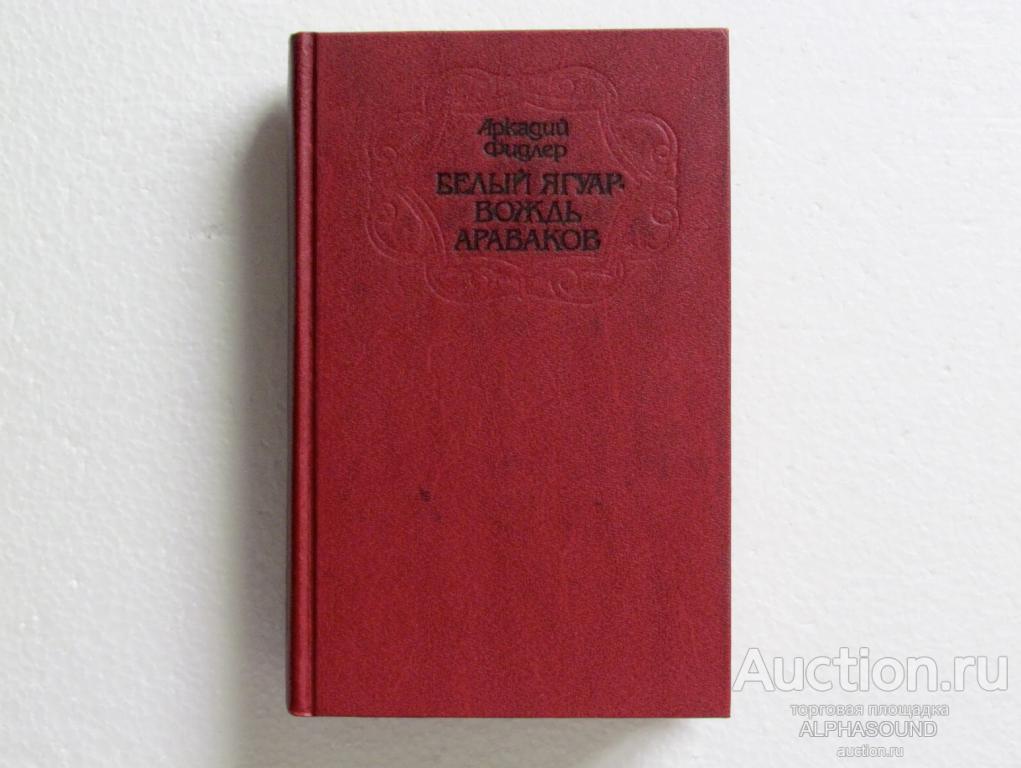 Аркадий
Фидлер
БЕЛЫЙ ЯГУАР-
ВОЖДЬ
АРАВАКОВ
Auction.ru
торговая площадка
ALPHASOUND
auction.ru